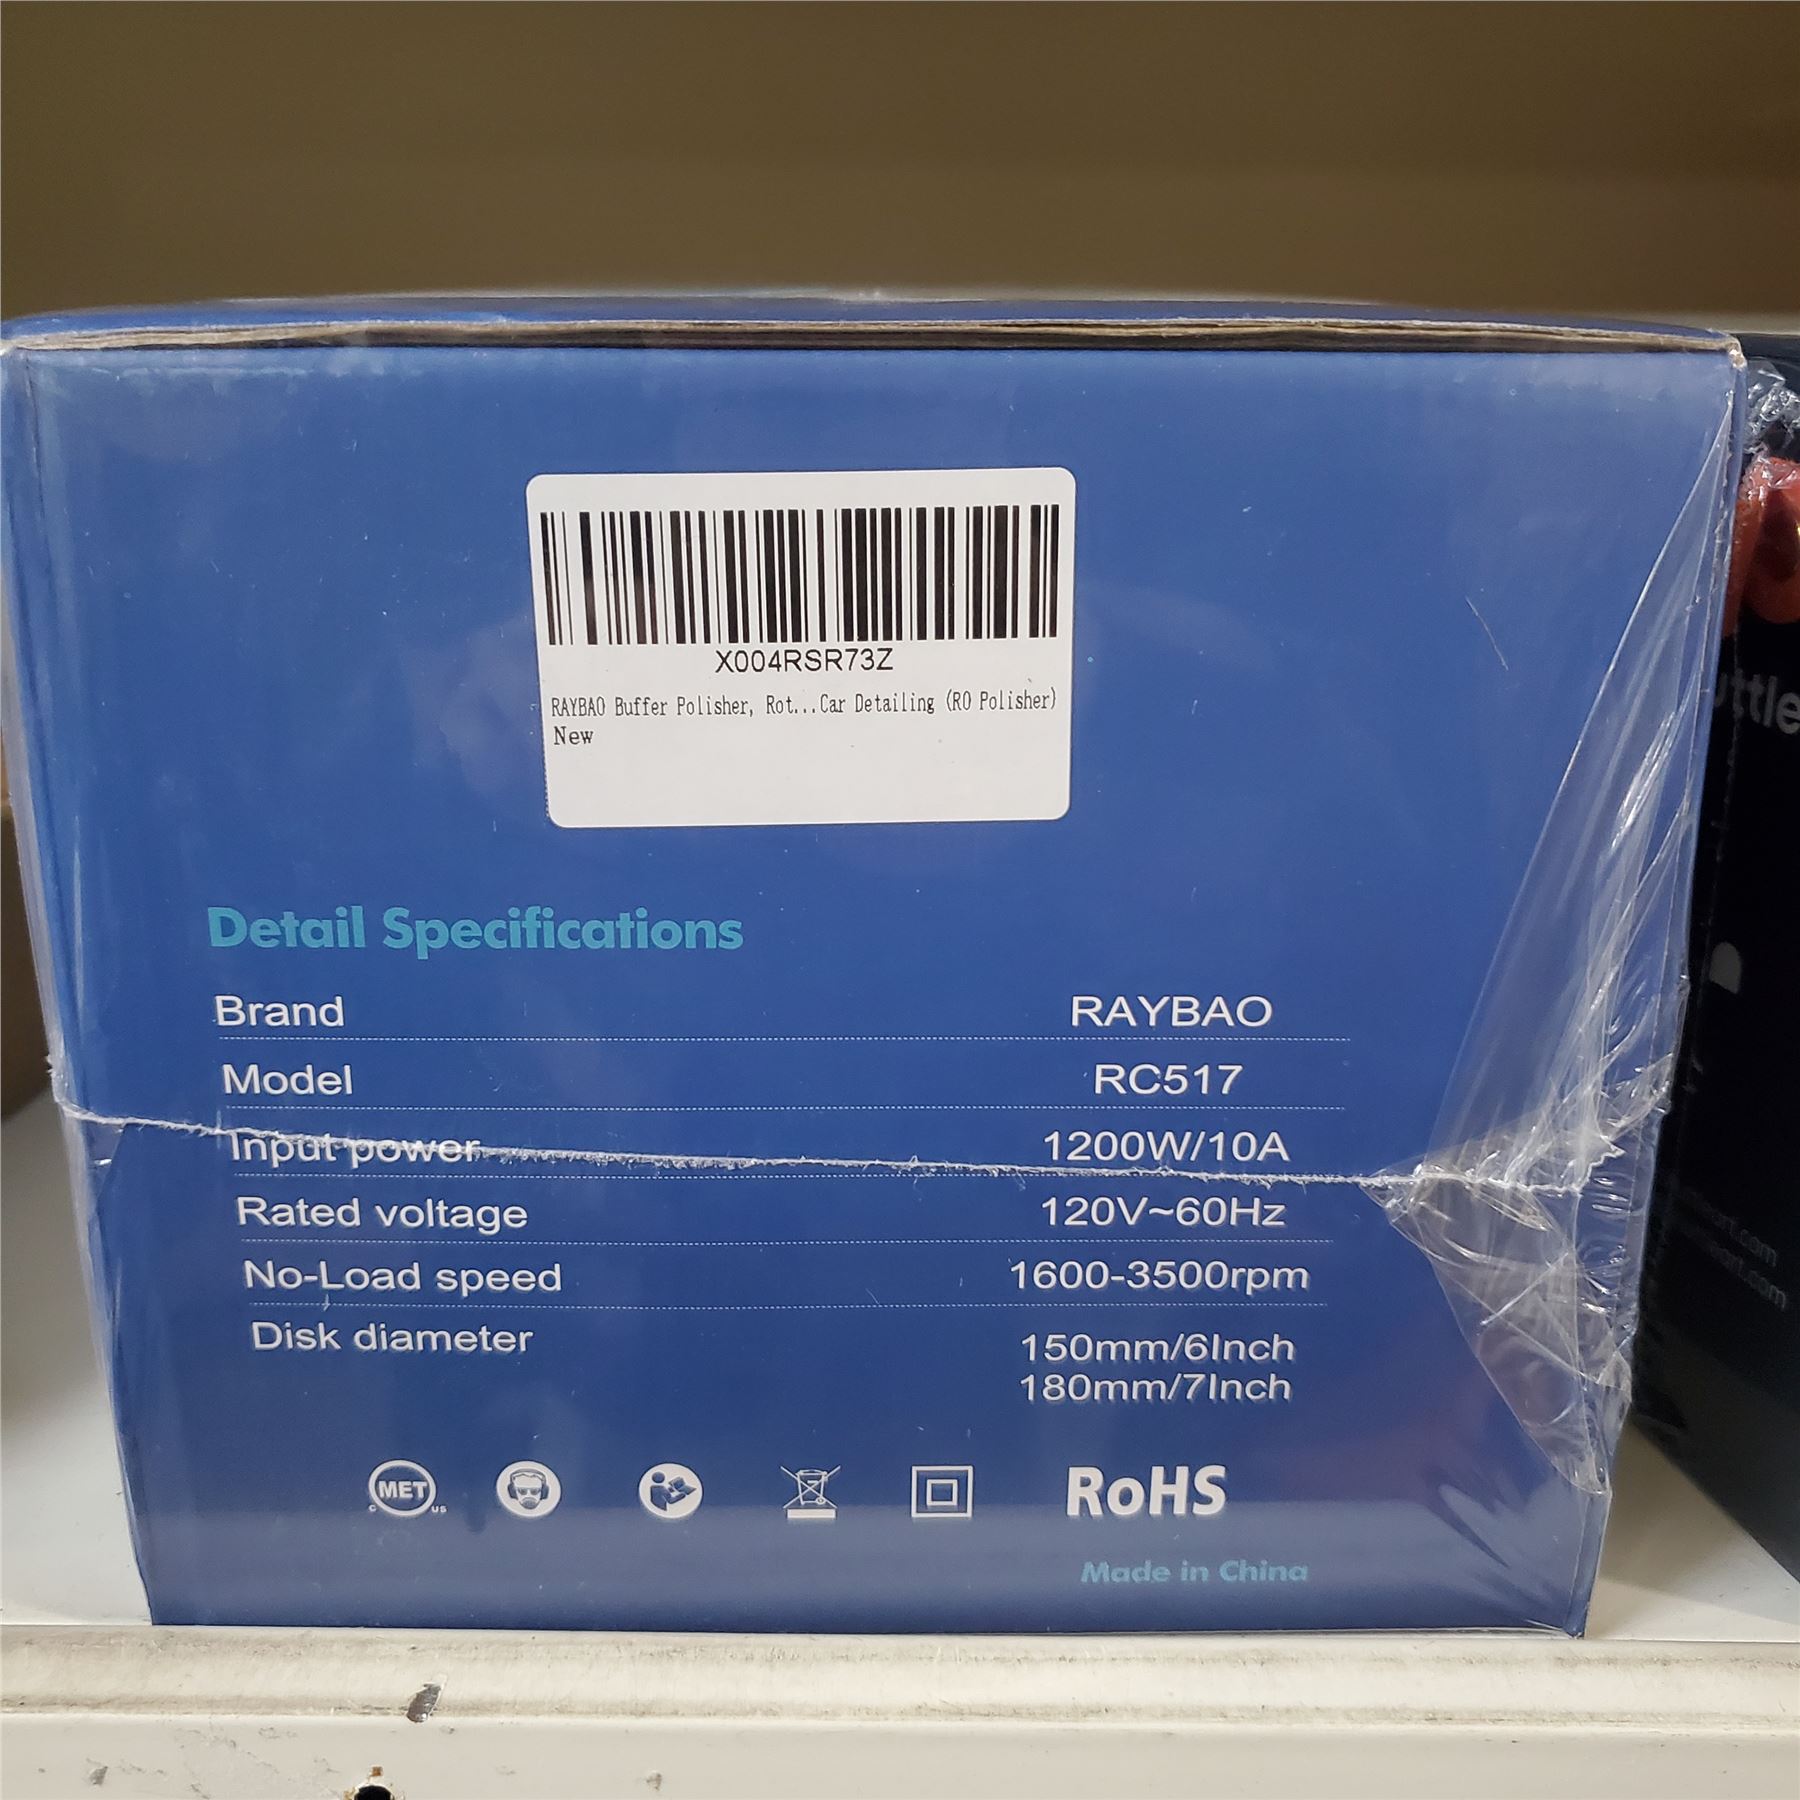 X004RSR73Z
RAYBAO Buffer Polisher, Rot...Car Detailing (RO Polisher)
New
Detail Specifications
Brand RAYBAO
Model RC517
Input power 1200W/10A
Rated voltage 120V~60Hz
No-Load speed 1600-3500rpm
Disk diameter 150mm/6Inch
180mm/7Inch
c MET us
RoHS
Made in China
ttle